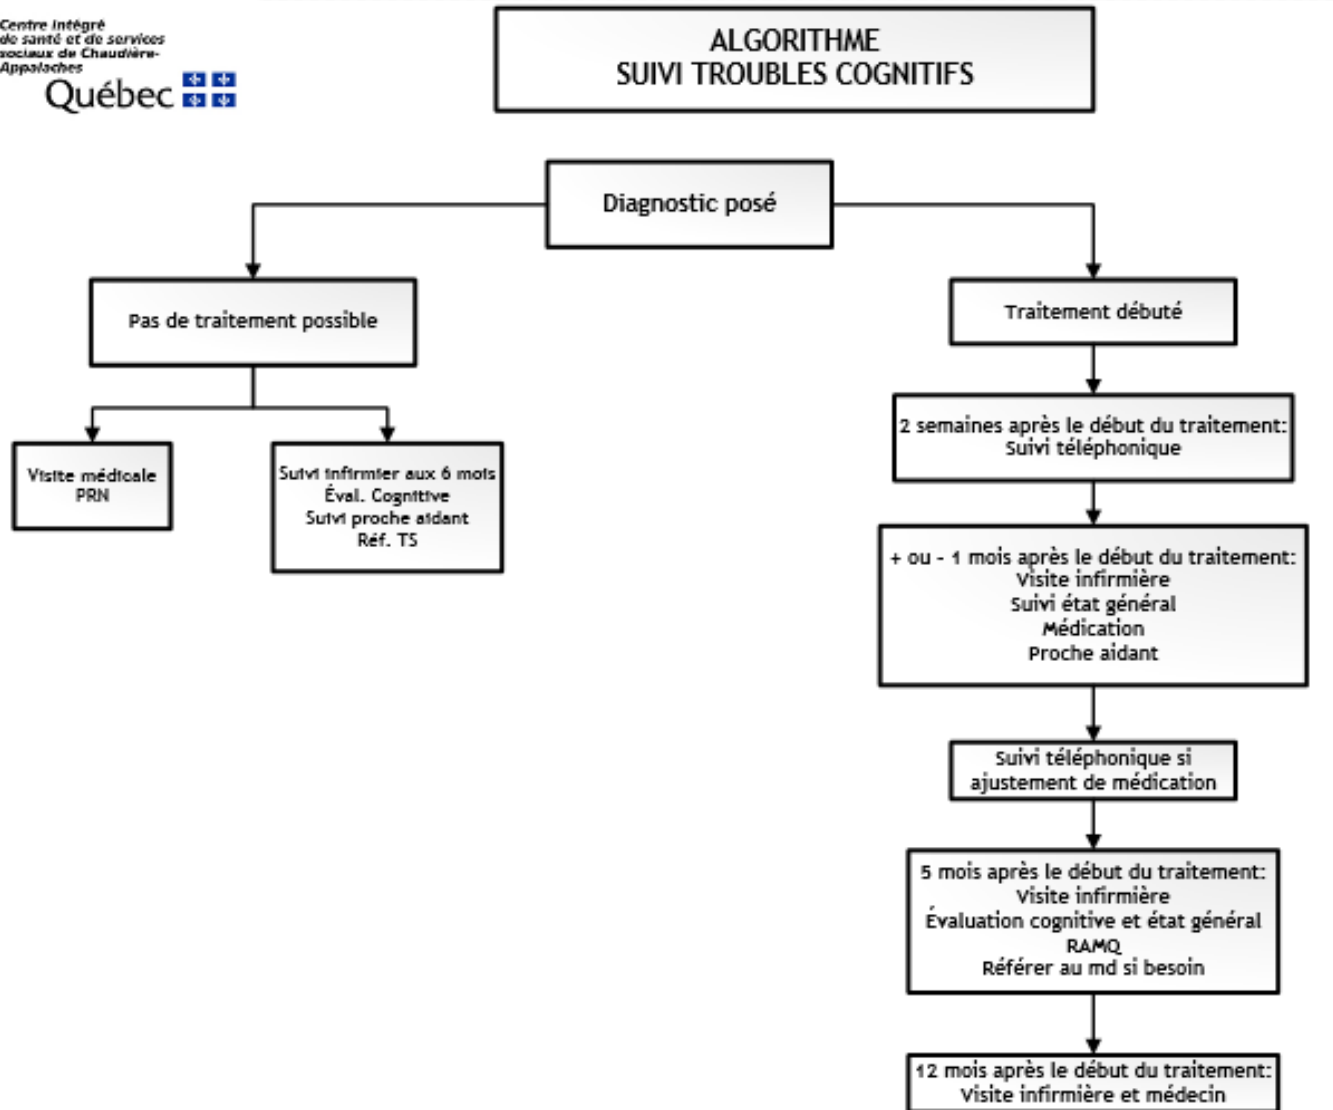 Centre intégré
de santé et de services
sociaux de Chaudière-
Appalaches
Québec
ALGORITHME
SUIVI TROUBLES COGNITIFS
Diagnostic posé
Pas de traitement possible
Visite médicale
PRN
Suivi infirmier aux 6 mois
Éval. Cognitive
Suivi proche aidant
Réf. TS
Traitement débuté
2 semaines après le début du traitement:
Suivi téléphonique
+ ou - 1 mois après le début du traitement:
Visite infirmière
Suivi état général
Médication
Proche aidant
Suivi téléphonique si
ajustement de médication
5 mois après le début du traitement:
Visite infirmière
Évaluation cognitive et état général
RAMQ
Référer au md si besoin
12 mois après le début du traitement:
Visite infirmière et médecin